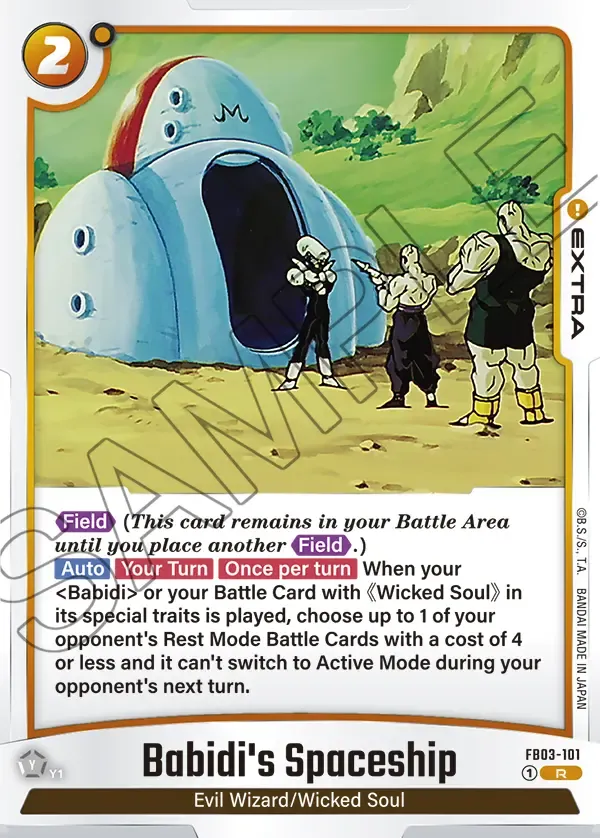 2
EXTRA
SAMPLE
Field (This card remains in your Battle Area
until you place another Field.)
Auto Your Turn Once per turn When your
<Babidi> or your Battle Card with 《Wicked Soul》 in
its special traits is played, choose up to 1 of your
opponent's Rest Mode Battle Cards with a cost of 4
or less and it can't switch to Active Mode during your
opponent's next turn.
©B.S./S., T.A. BANDAI MADE IN JAPAN
Babidi's Spaceship
FB03-101
Y Y1
1 R
Evil Wizard/Wicked Soul